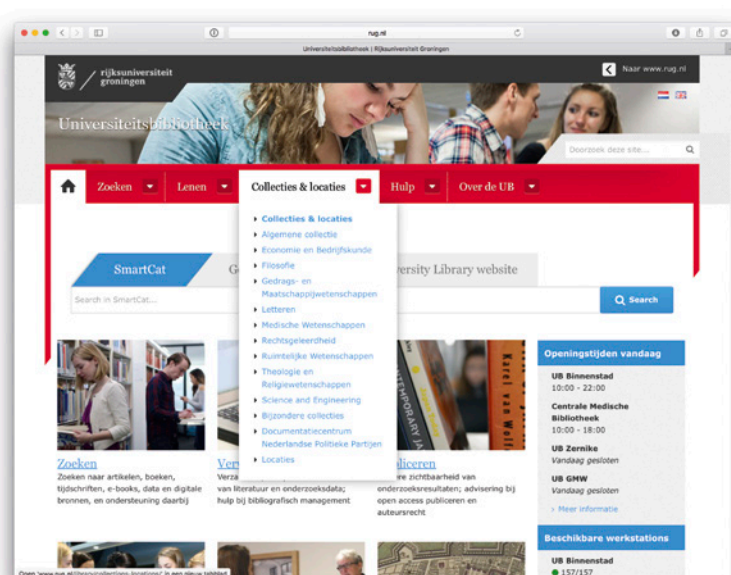 rug.nl
Universiteitsbibliotheek | Rijksuniversiteit Groningen
rijksuniversiteit
groningen
Naar www.rug.nl
Universiteitsbibliotheek
Doorzoek deze site...
Zoeken
Lenen
Collecties & locaties
Hulp
Over de UB
Collecties & locaties
Algemene collectie
Economie en Bedrijfskunde
Filosofie
Gedrags- en
Maatschappijwetenschappen
Letteren
Medische Wetenschappen
Rechtsgeleerdheid
Ruimtelijke Wetenschappen
Theologie en
Religiewetenschappen
Science and Engineering
Bijzondere collecties
Documentatiecentrum
Nederlandse Politieke Partijen
Locaties
SmartCat
University Library website
Search in SmartCat...
Search
Karel van Wolf
Zoeken
Zoeken naar artikelen, boeken,
tijdschriften, e-books, data en digitale
bronnen, en ondersteuning daarbij
van literatuur en onderzoeksdata;
hulp bij bibliografisch management
zichtbaarheid van
onderzoeksresultaten; advisering bij
open access publiceren en
auteursrecht
Openingstijden vandaag
UB Binnenstad
10:00 - 22:00
Centrale Medische
Bibliotheek
10:00 - 18:00
UB Zernike
Vandaag gesloten
UB GMW
Vandaag gesloten
Meer informatie
Beschikbare werkstations
UB Binnenstad
157/157